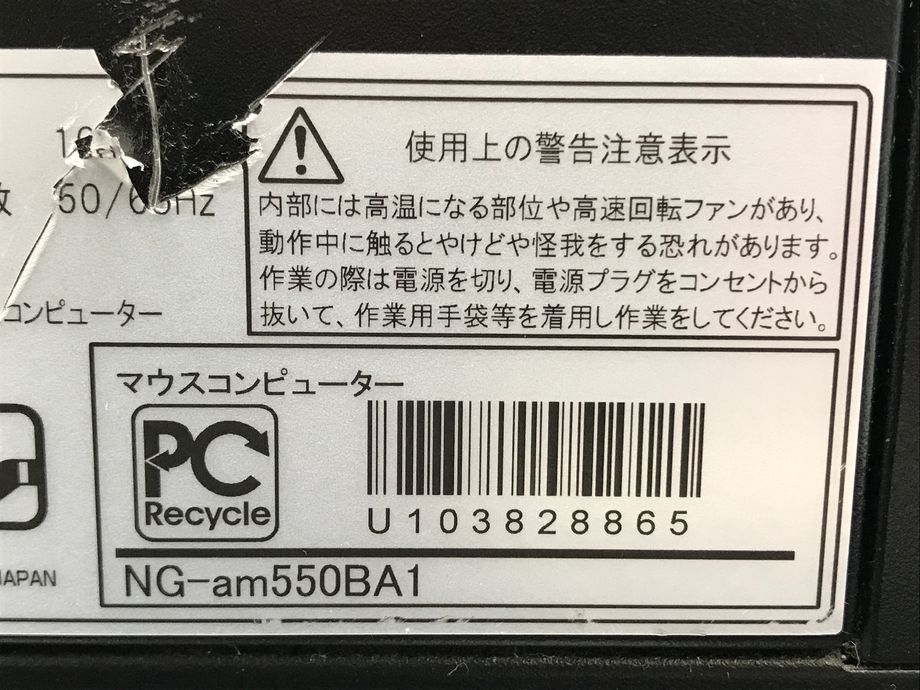 使用上の警告注意表示
内部には高温になる部位や高速回転ファンがあり、
動作中に触るとやけどや怪我をする恐れがあります。
作業の際は電源を切り、電源プラグをコンセントから
抜いて、作業用手袋等を着用し作業をしてください。
数 50/60Hz
コンピューター
マウスコンピューター
PC
Recycle
U103828865
JAPAN
NG-am550BA1